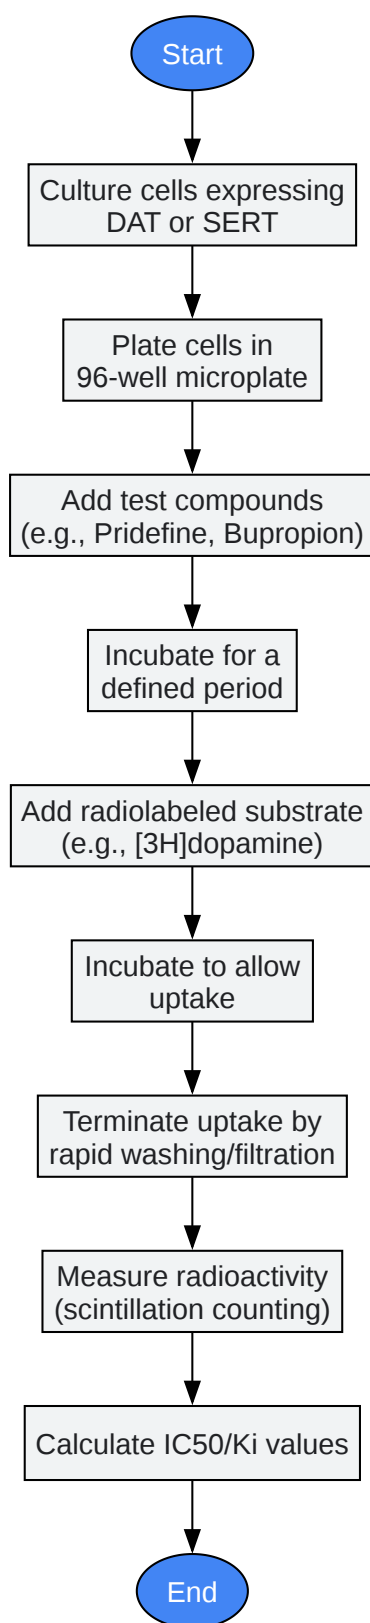 Start
Culture cells expressing
DAT or SERT
Plate cells in
96-well microplate
Add test compounds
(e.g., Pridefine, Bupropion)
Incubate for a
defined period
Add radiolabeled substrate
(e.g., [3H]dopamine)
Incubate to allow
uptake
Terminate uptake by
rapid washing/filtration
Measure radioactivity
(scintillation counting)
Calculate IC50/Ki values
End